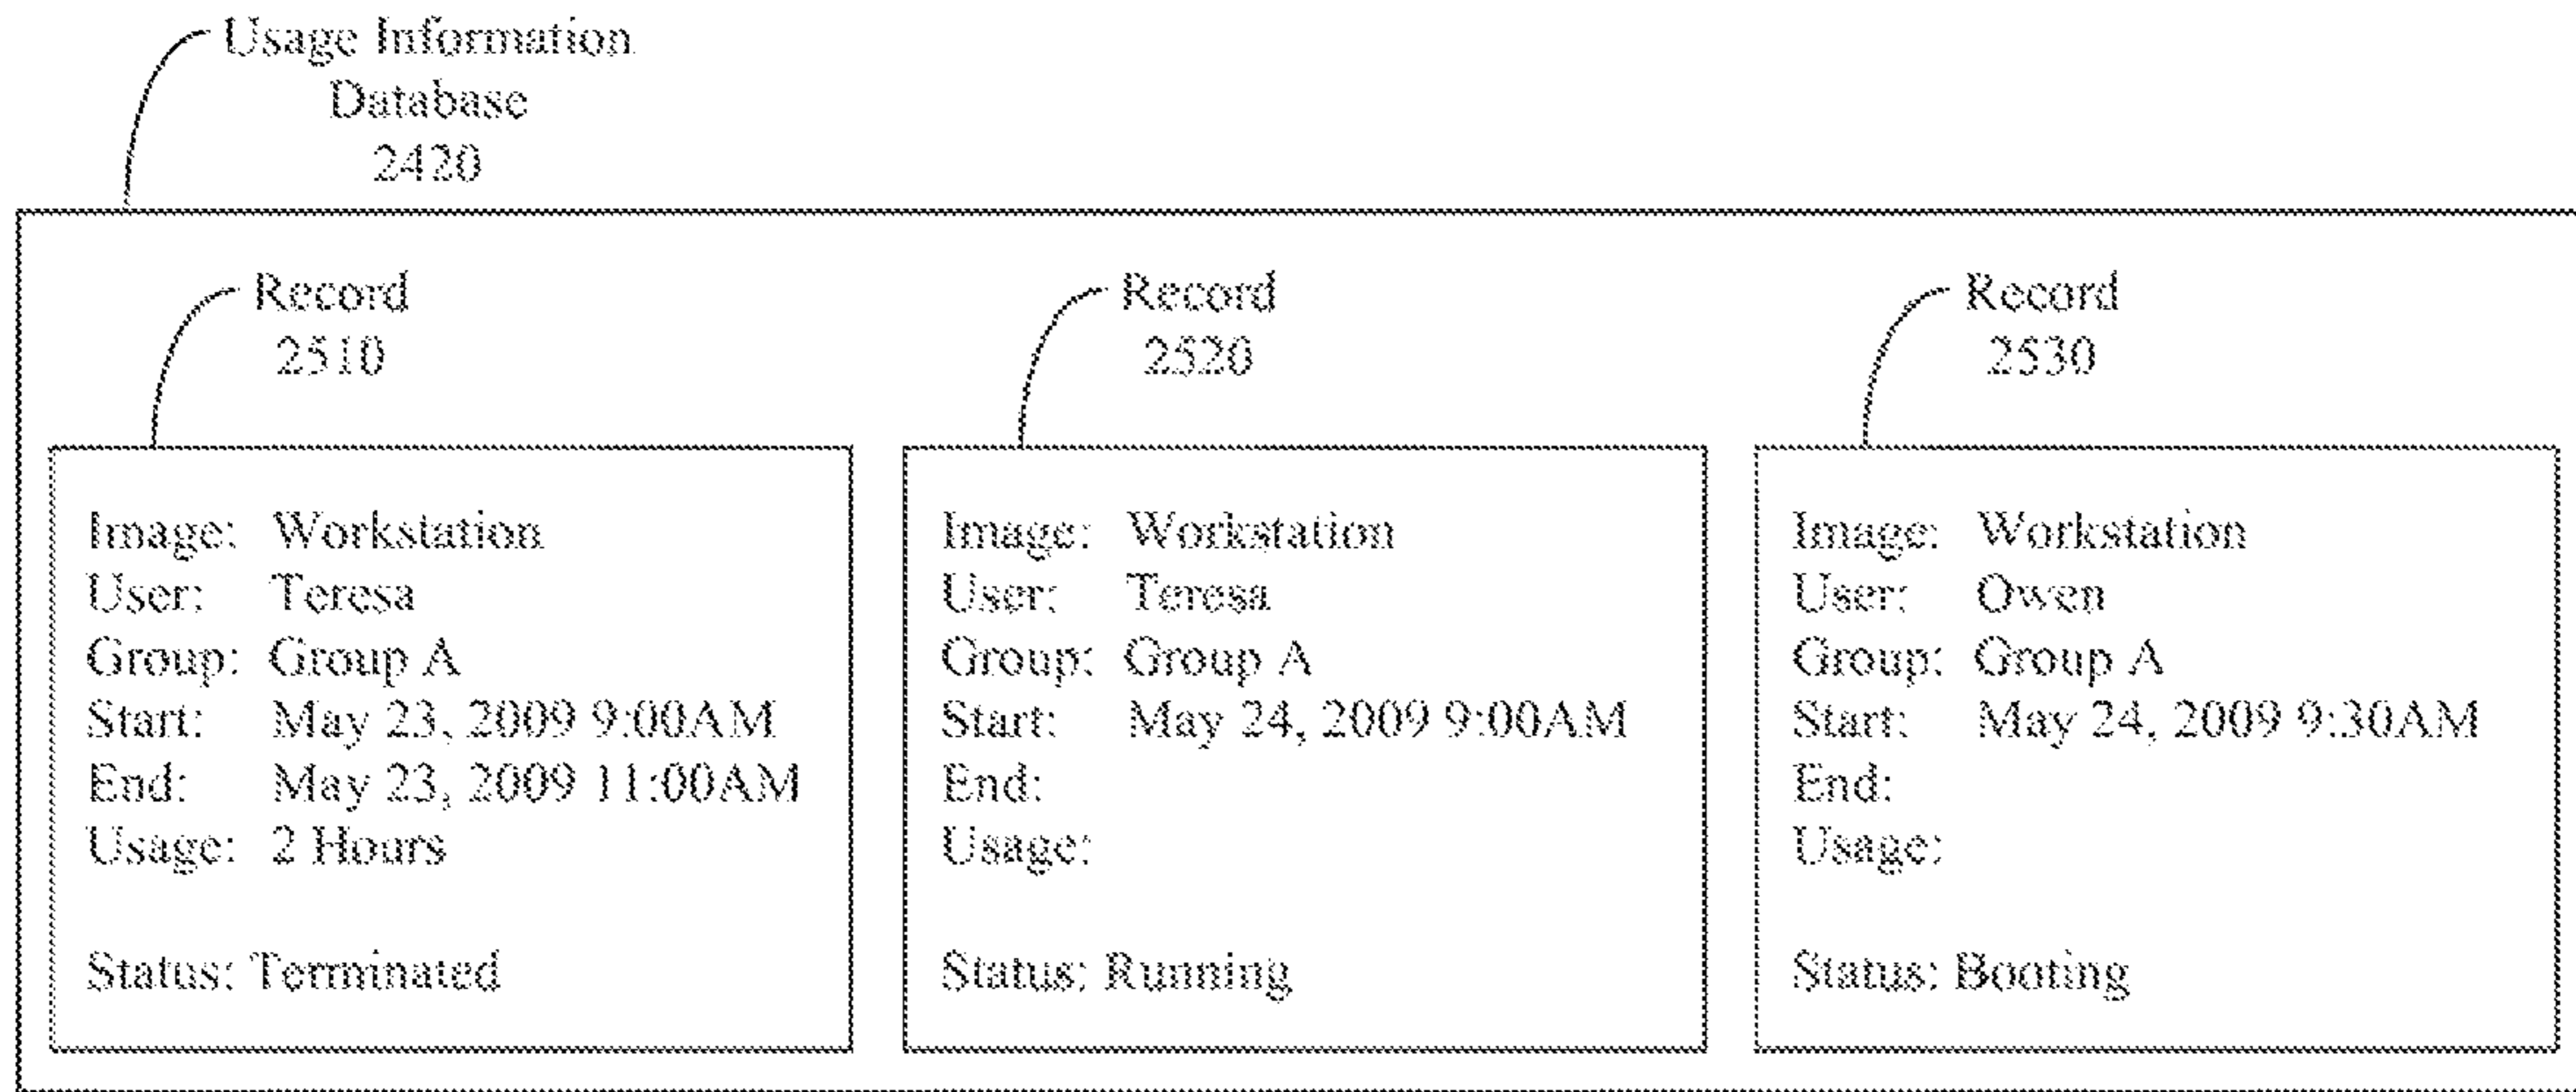 Usage Information
Database
2420
Record
2510
Record
2520
Record
2530
Image: Workstation
User: Teresa
Group: Group A
Start: May 23, 2009 9:00AM
End: May 23, 2009 11:00AM
Usage: 2 Hours
Status: Terminated
Image: Workstation
User: Teresa
Group: Group A
Start: May 24, 2009 9:00AM
End:
Usage:
Status: Running
Image: Workstation
User: Owen
Group: Group A
Start: May 24, 2009 9:30AM
End:
Usage:
Status: Booting